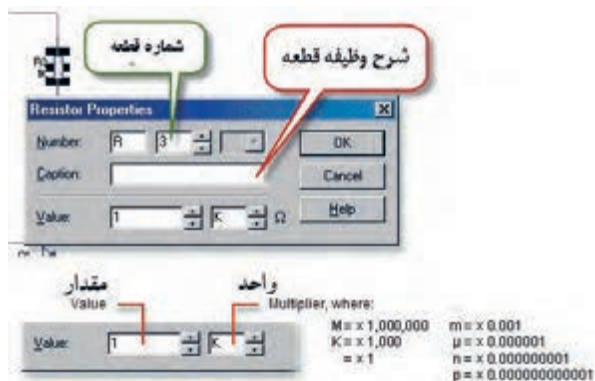 شماره قطعه
شرح وظیفه قطعه
Resistor Properties
Number: R 3
OK
Caption:
Cancel
Value: 1 K Ω
Help
مقدار
واحد
Value
Multiplier, where:
Value: 1 K
M = x 1,000,000
K = x 1,000
= x 1
m = x 0.001
µ = x 0.000001
n = x 0.000000001
p = x 0.000000000001